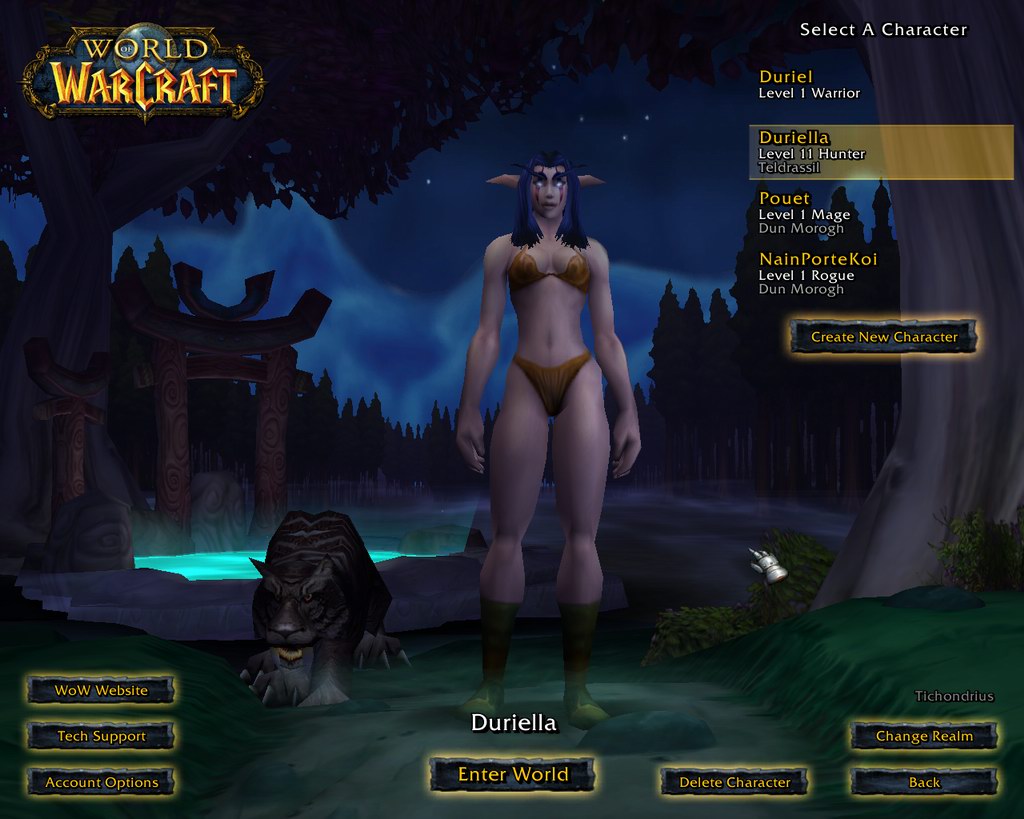 WORLD
OF
WARCRAFT
Select A Character
Duriel
Level 1 Warrior
Duriella
Level 11 Hunter
Teldrassil
Pouet
Level 1 Mage
Dun Morogh
NainPorteKoi
Level 1 Rogue
Dun Morogh
Create New Character
WoW Website
Tech Support
Account Options
Duriella
Enter World
Delete Character
Tichondrius
Change Realm
Back